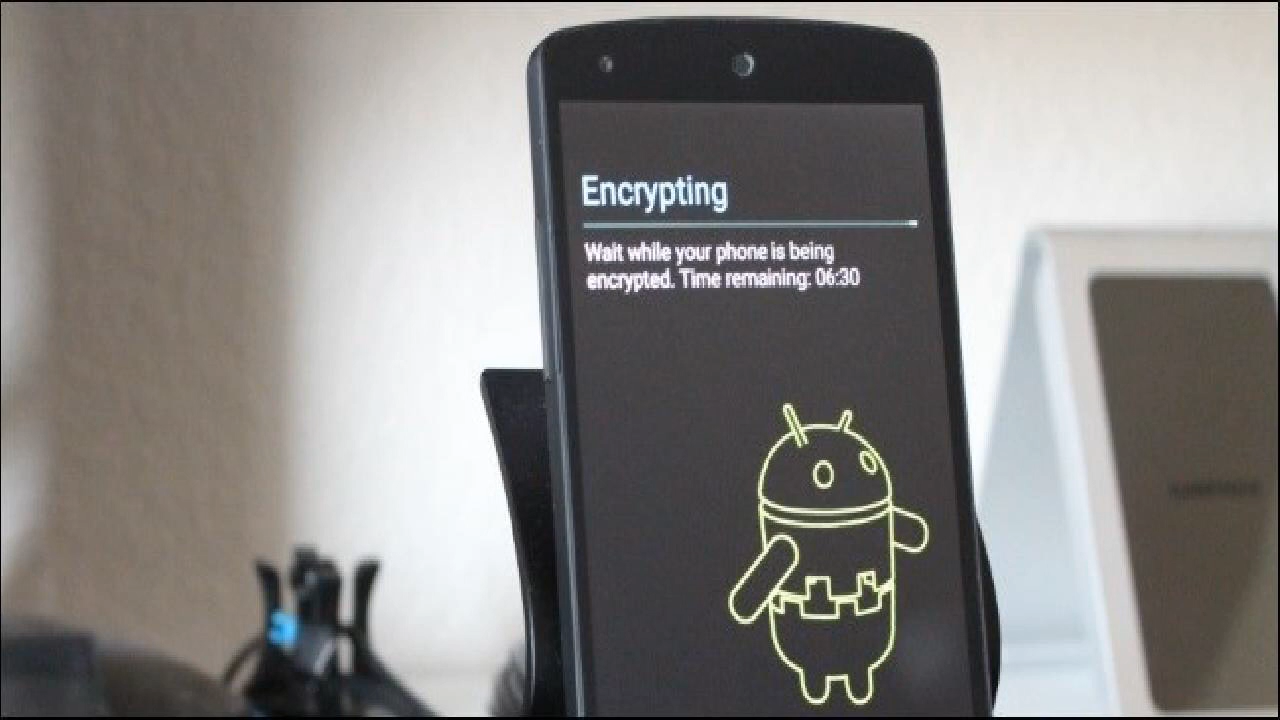 Encrypting
Wait while your phone is being
encrypted. Time remaining: 06:30